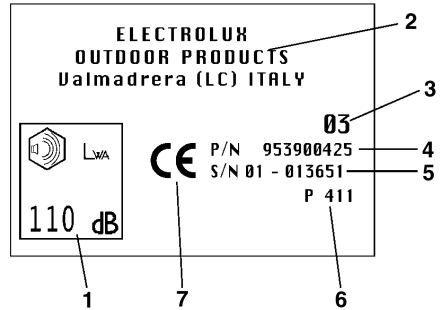 ELECTROLUX
OUTDOOR PRODUCTS
Valmadrera (LC) ITALY
2
03
3
P/N 953900425
4
S/N 01 - 013651
5
P 411
LWA
110 dB
CE
1
7
6